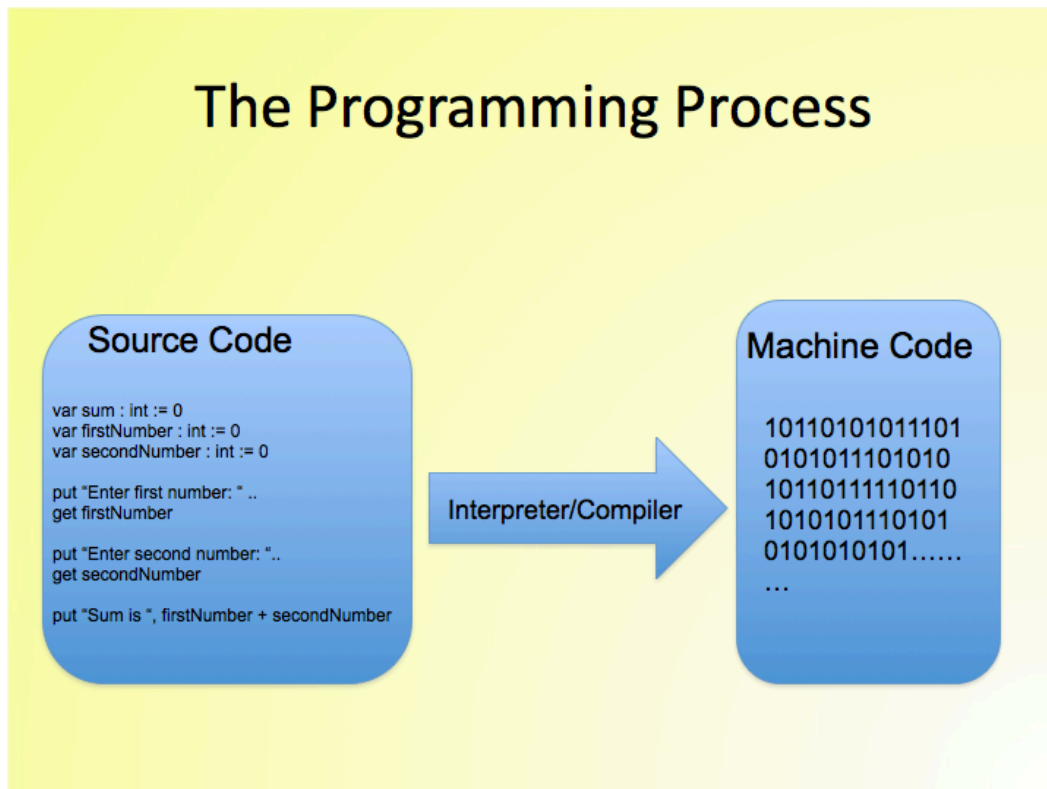 The Programming Process
Source Code
var sum : int := 0
var firstNumber : int := 0
var secondNumber : int := 0
put “Enter first number: “ ..
get firstNumber
put “Enter second number: “..
get secondNumber
put “Sum is “, firstNumber + secondNumber
Interpreter/Compiler
Machine Code
10110101011101
0101011101010
10110111110110
1010101110101
0101010101……
…